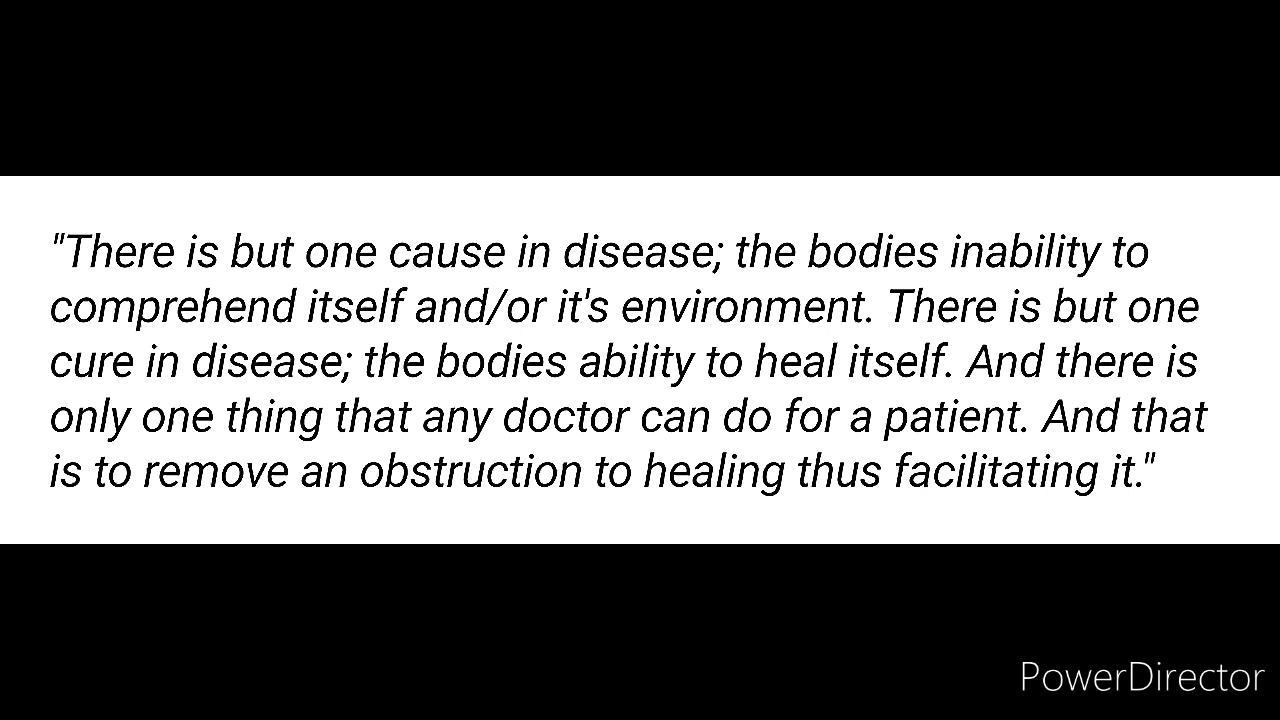 "There is but one cause in disease; the bodies inability to
comprehend itself and/or it's environment. There is but one
cure in disease; the bodies ability to heal itself. And there is
only one thing that any doctor can do for a patient. And that
is to remove an obstruction to healing thus facilitating it."
PowerDirector